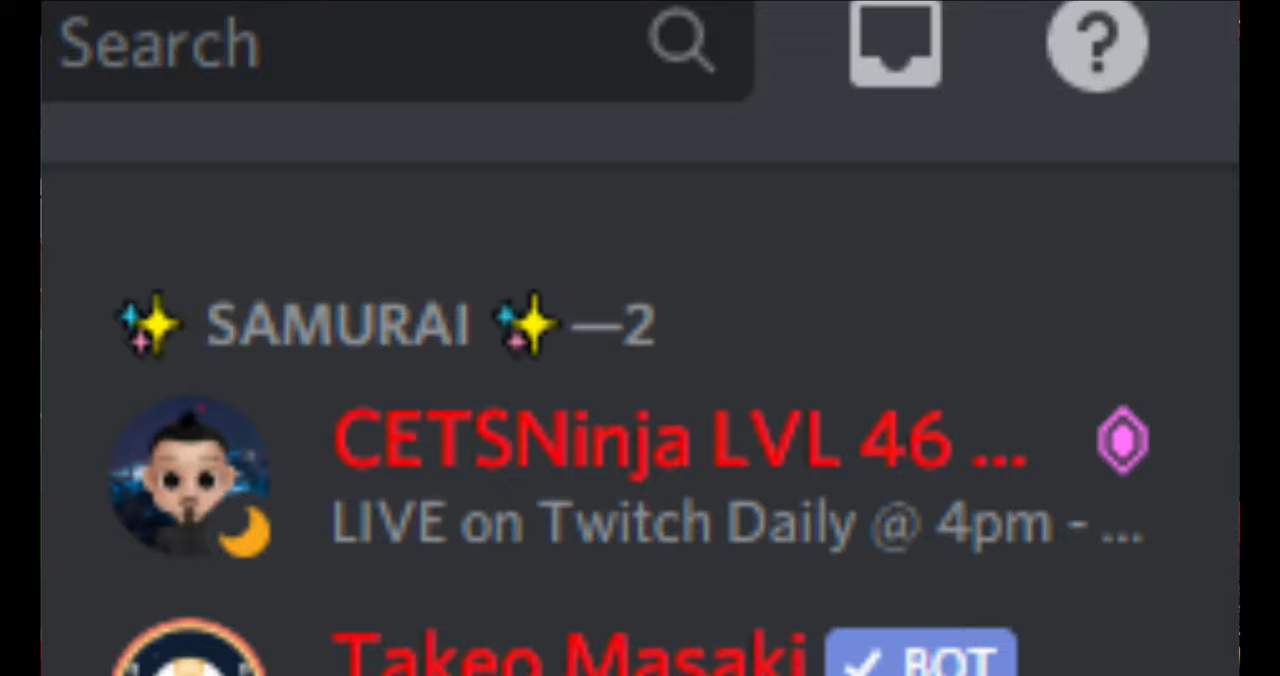 Search
SAMURAI —2
CETSNinja LVL 46 ...
LIVE on Twitch Daily @ 4pm - ...
Takeo Masaki BOT